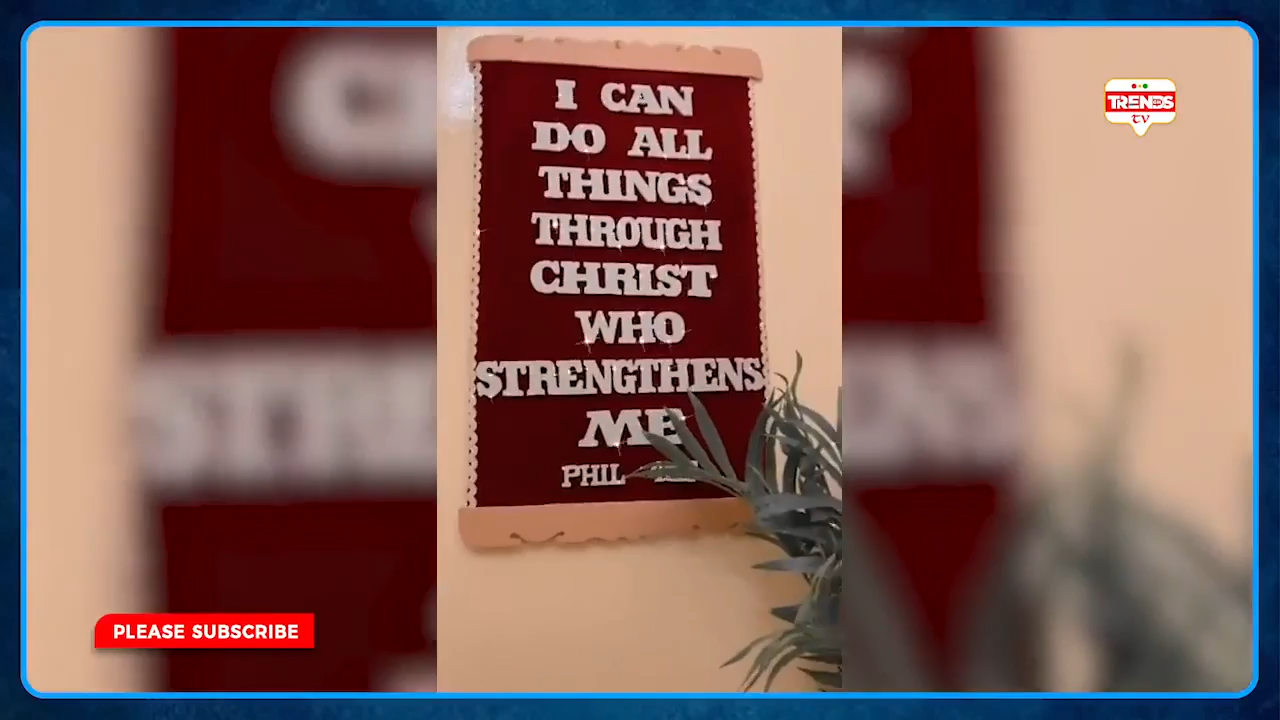 I CAN
DO ALL
THINGS
THROUGH
CHRIST
WHO
STRENGTHENS
ME
PHIL
TRENDS
TV
PLEASE SUBSCRIBE